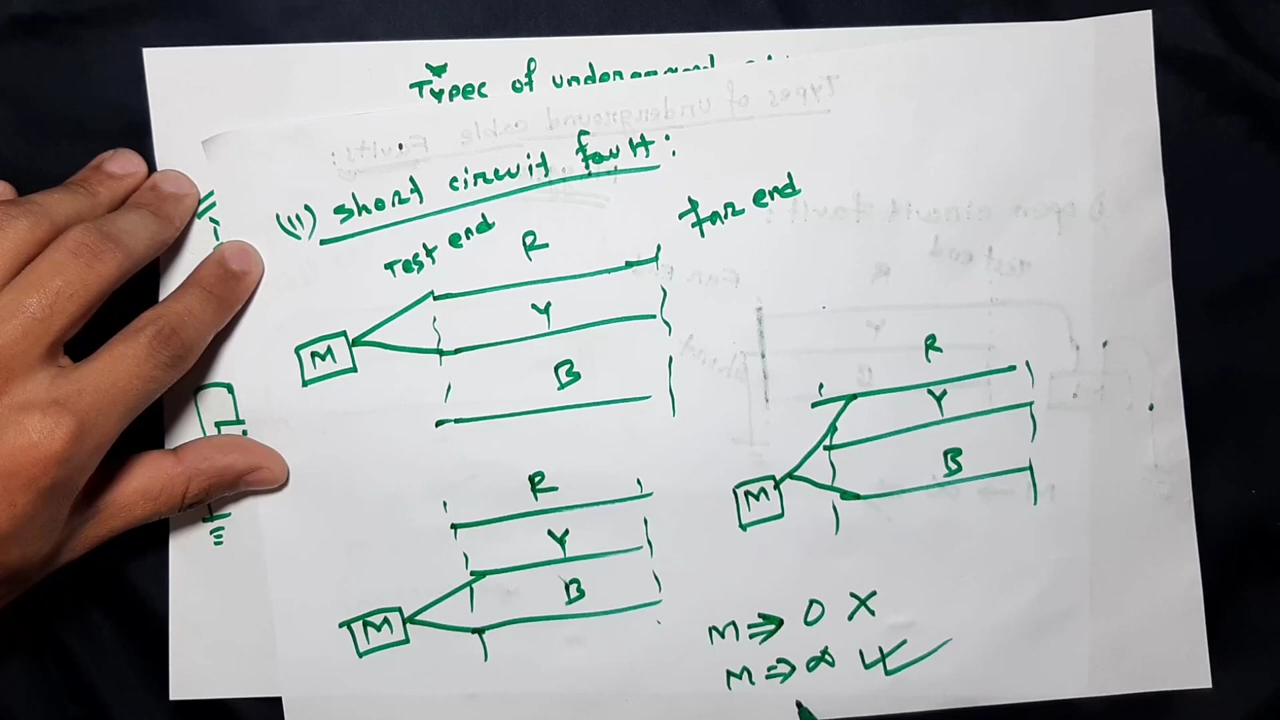 Types of underground
(ii) short circuit fault:
Test end
far end
R
Y
B
M
R
Y
B
M
R
Y
B
M
M ⇒ 0 X
M ⇒ ∞ ✓